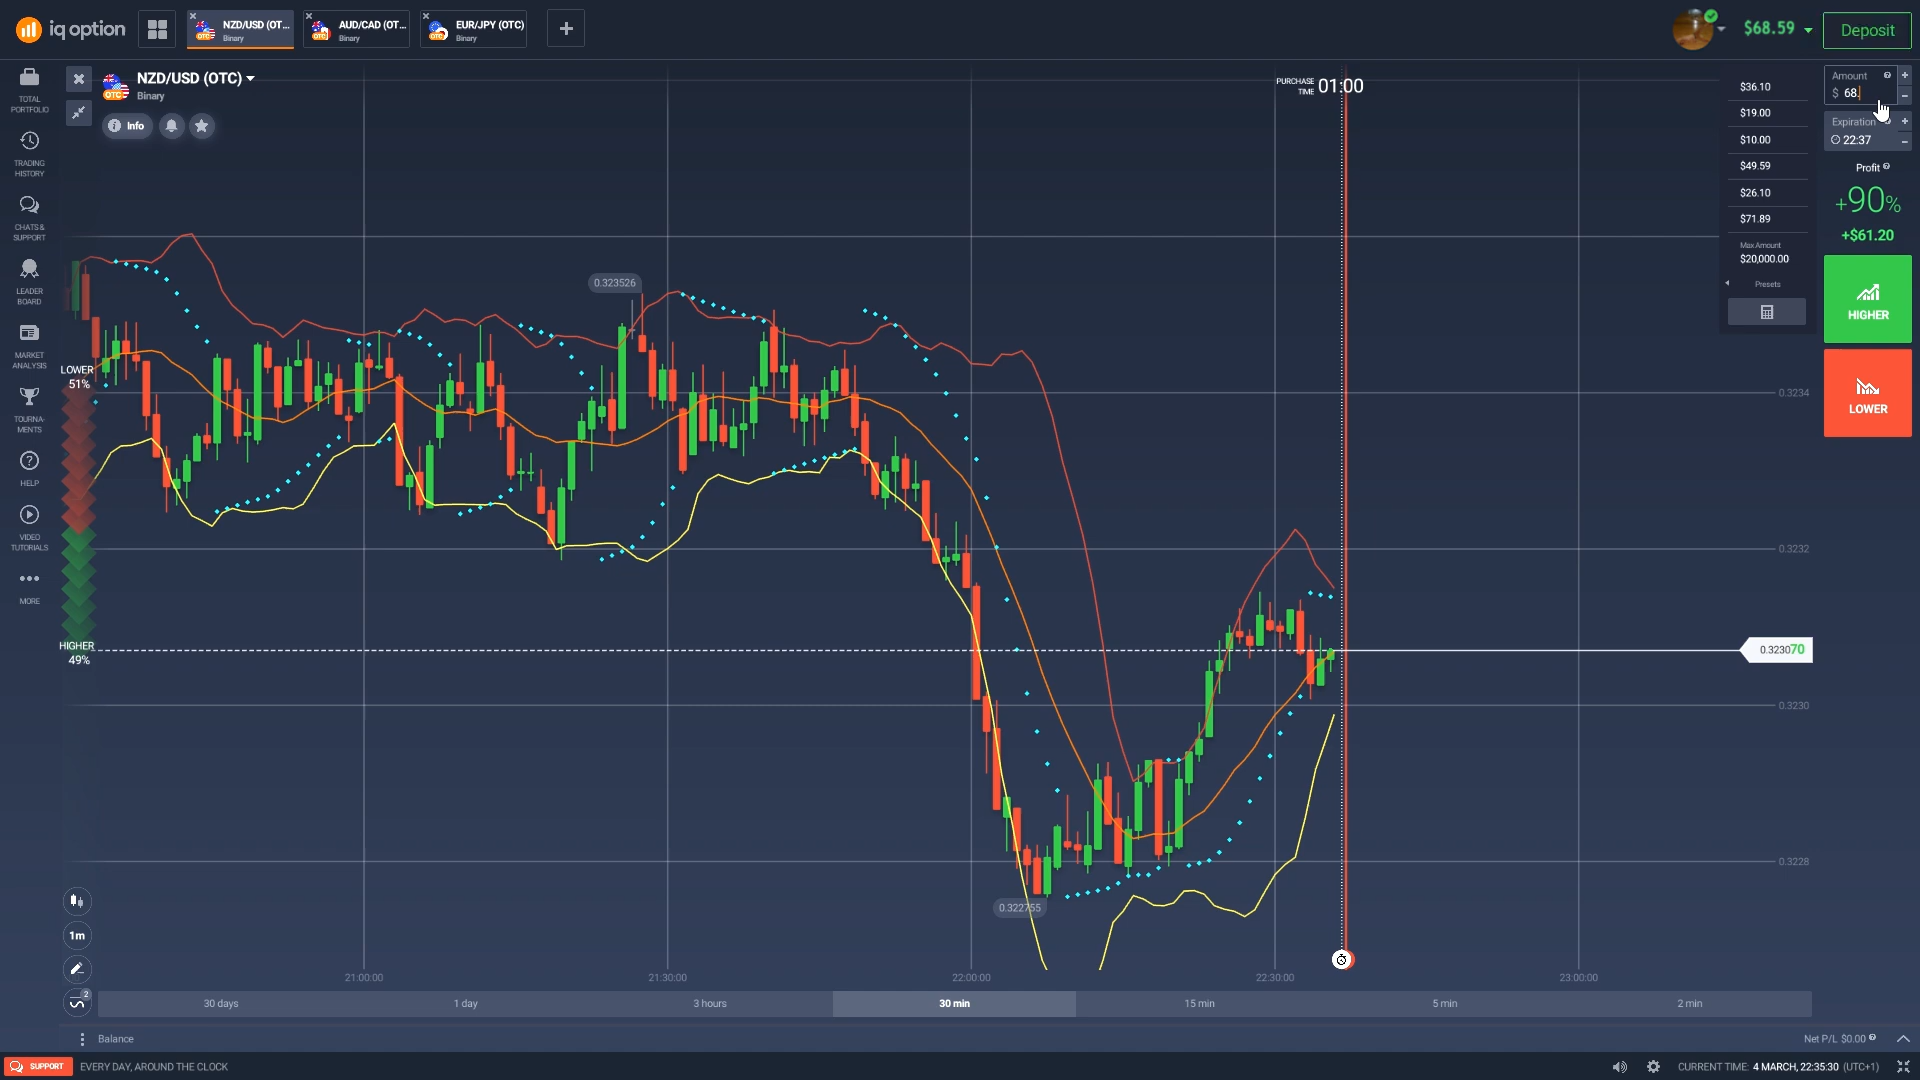 iq option
NZD/USD (OT...
Binary
AUD/CAD (OT...
Binary
EUR/JPY (OTC)
Binary
$68.59
Deposit
TOTAL
PORTFOLIO
TRADING
HISTORY
CHATS &
SUPPORT
LEADER
BOARD
MARKET
ANALYSIS
TOURNA-
MENTS
HELP
VIDEO
TUTORIALS
MORE
OTC
NZD/USD (OTC)
Binary
Info
PURCHASE
TIME
01:00
$36.10
$19.00
$10.00
$49.59
$26.10
$71.89
Max Amount
$20,000.00
Presets
Amount
$ 68.
Expiration
22:37
Profit
+90%
+$61.20
HIGHER
LOWER
LOWER
51%
HIGHER
49%
0.323526
0.322755
0.3234
0.3232
0.323070
0.3230
0.3228
1m
2
21:00:00
21:30:00
22:00:00
22:30:00
23:00:00
30 days
1 day
3 hours
30 min
15 min
5 min
2 min
Balance
Net P/L $0.00
SUPPORT
EVERY DAY, AROUND THE CLOCK
CURRENT TIME: 4 MARCH, 22:35:30 (UTC+1)